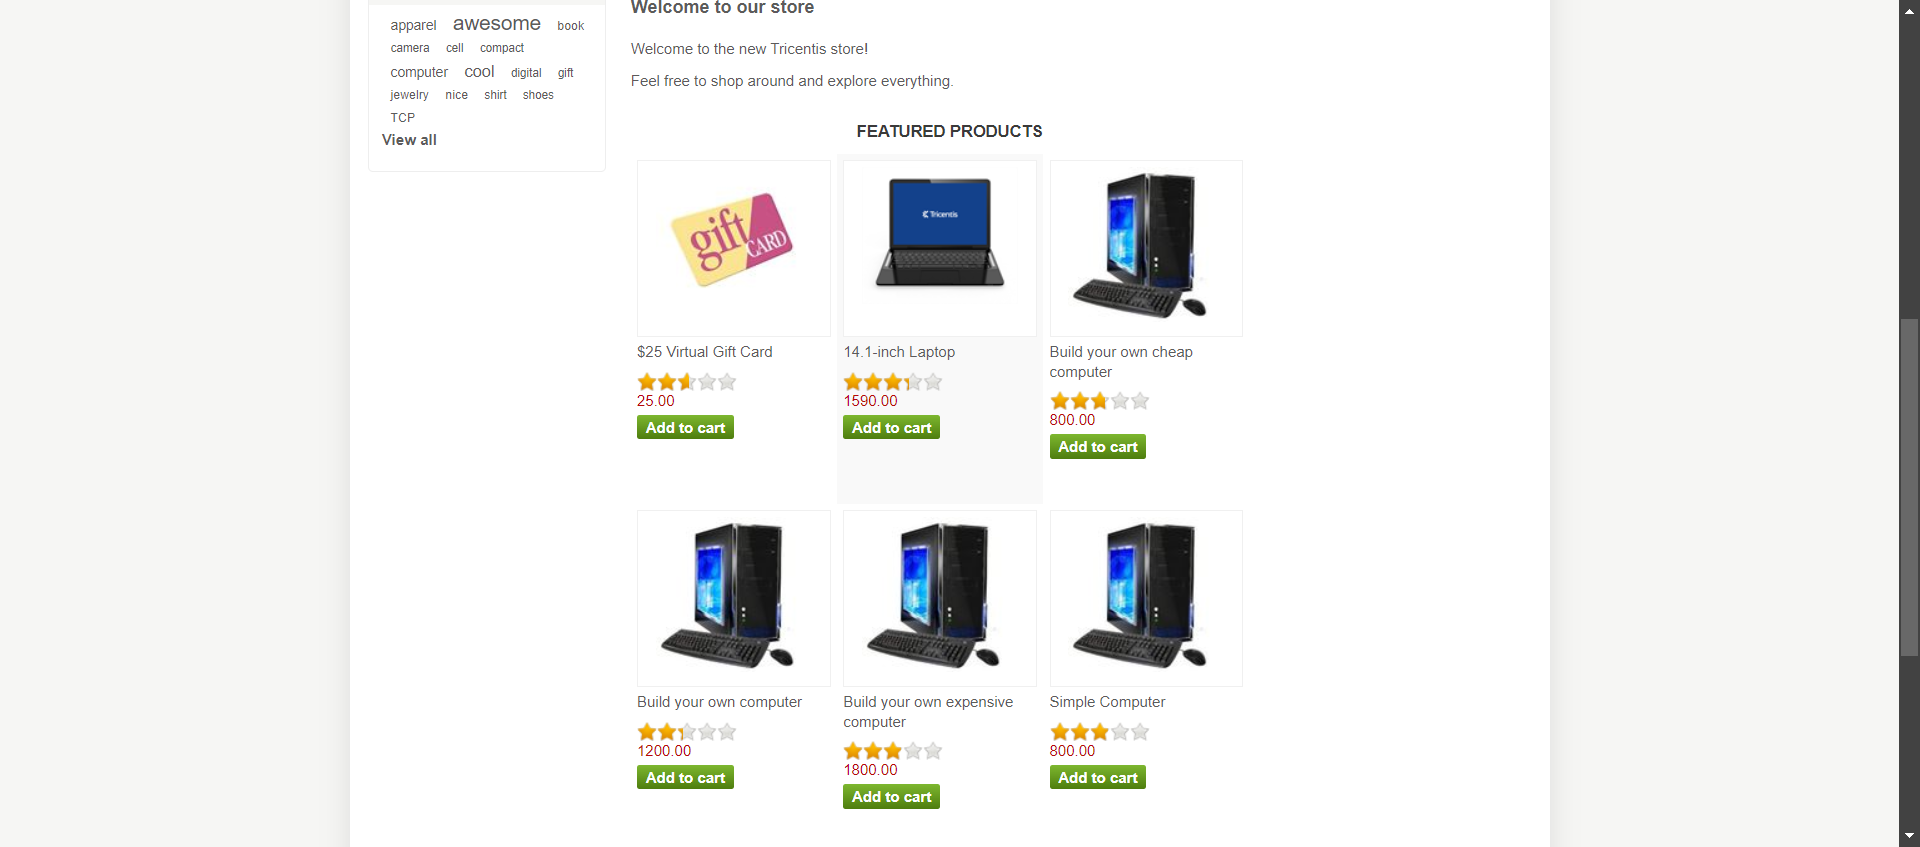 apparel awesome book
camera cell compact
computer cool digital gift
jewelry nice shirt shoes
TCP
View all
Welcome to our store
Welcome to the new Tricentis store!
Feel free to shop around and explore everything.
FEATURED PRODUCTS
gift
CARD
Tricentis
$25 Virtual Gift Card
25.00
Add to cart
14.1-inch Laptop
1590.00
Add to cart
Build your own cheap
computer
800.00
Add to cart
Build your own computer
1200.00
Add to cart
Build your own expensive
computer
1800.00
Add to cart
Simple Computer
800.00
Add to cart